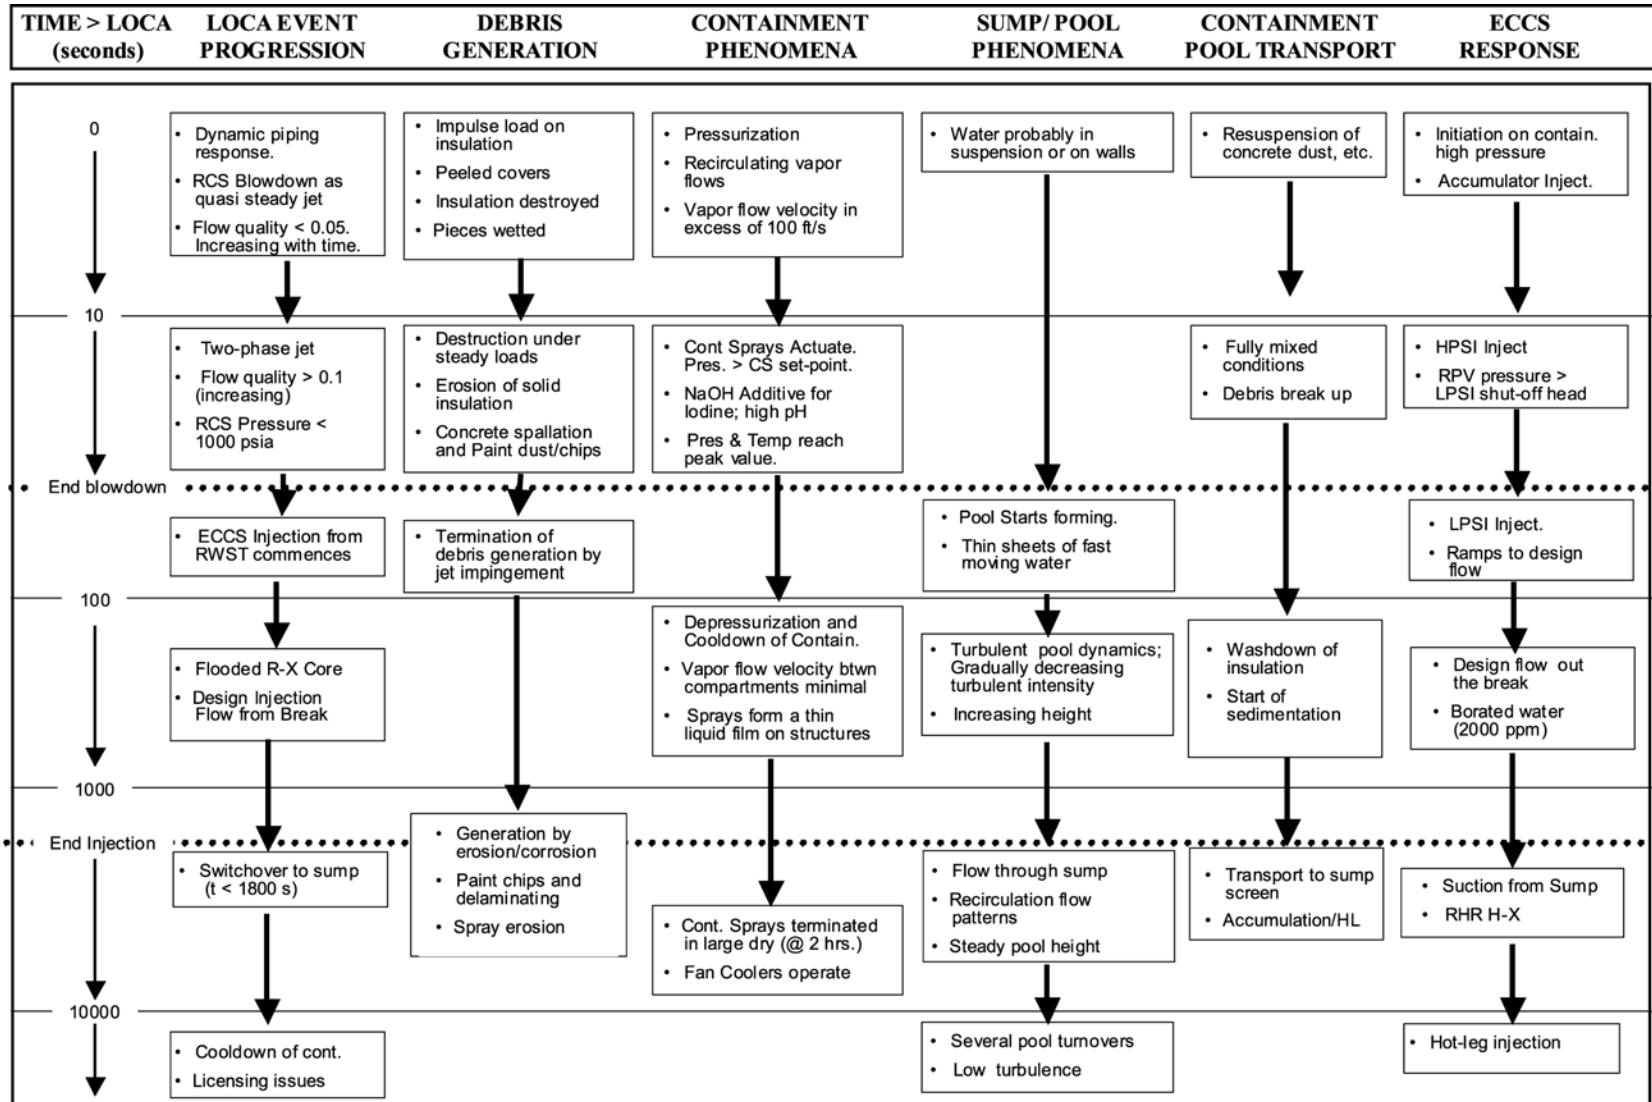 TIME > LOCA
(seconds)
LOCA EVENT
PROGRESSION
DEBRIS
GENERATION
CONTAINMENT
PHENOMENA
SUMP/ POOL
PHENOMENA
CONTAINMENT
POOL TRANSPORT
ECCS
RESPONSE
0
• Dynamic piping
response.
• RCS Blowdown as
quasi steady jet
• Flow quality < 0.05.
Increasing with time.
• Impulse load on
insulation
• Peeled covers
• Insulation destroyed
• Pieces wetted
• Pressurization
• Recirculating vapor
flows
• Vapor flow velocity in
excess of 100 ft/s
• Water probably in
suspension or on walls
• Resuspension of
concrete dust, etc.
• Initiation on contain.
high pressure
• Accumulator Inject.
10
• Two-phase jet
• Flow quality > 0.1
(increasing)
• RCS Pressure <
1000 psia
• Destruction under
steady loads
• Erosion of solid
insulation
• Concrete spallation
and Paint dust/chips
• Cont Sprays Actuate.
Pres. > CS set-point.
• NaOH Additive for
Iodine; high pH
• Pres & Temp reach
peak value.
• Fully mixed
conditions
• Debris break up
• HPSI Inject
• RPV pressure >
LPSI shut-off head
End blowdown
• ECCS Injection from
RWST commences
• Termination of
debris generation by
jet impingement
• Pool Starts forming.
• Thin sheets of fast
moving water
• LPSI Inject.
• Ramps to design
flow
100
• Flooded R-X Core
• Design Injection
Flow from Break
• Depressurization and
Cooldown of Contain.
• Vapor flow velocity btwn
compartments minimal
• Sprays form a thin
liquid film on structures
• Turbulent pool dynamics;
Gradually decreasing
turbulent intensity
• Increasing height
• Washdown of
insulation
• Start of
sedimentation
• Design flow out
the break
• Borated water
(2000 ppm)
1000
End Injection
• Switchover to sump
(t < 1800 s)
• Generation by
erosion/corrosion
• Paint chips and
delaminating
• Spray erosion
• Cont. Sprays terminated
in large dry (@ 2 hrs.)
• Fan Coolers operate
• Flow through sump
• Recirculation flow
patterns
• Steady pool height
• Transport to sump
screen
• Accumulation/HL
• Suction from Sump
• RHR H-X
10000
• Cooldown of cont.
• Licensing issues
• Several pool turnovers
• Low turbulence
• Hot-leg injection